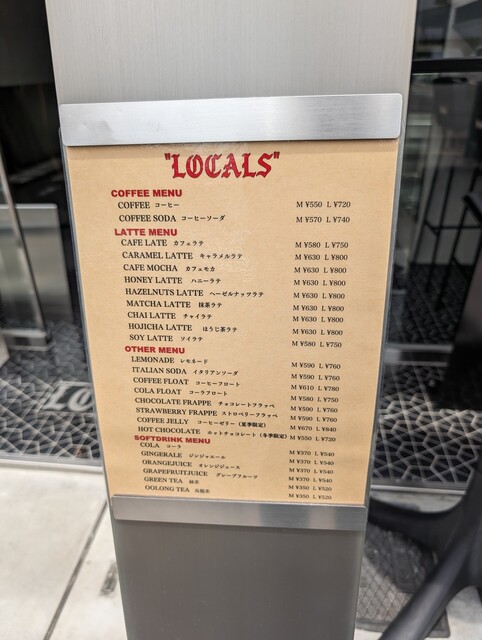 "LOCALS"
COFFEE MENU
COFFEE コーヒー M ¥550 L ¥720
COFFEE SODA コーヒーソーダ M ¥570 L ¥740
LATTE MENU
CAFE LATE カフェラテ M ¥580 L ¥750
CARAMEL LATTE キャラメルラテ M ¥630 L ¥800
CAFE MOCHA カフェモカ M ¥630 L ¥800
HONEY LATTE ハニーラテ M ¥630 L ¥800
HAZELNUTS LATTE ヘーゼルナッツラテ M ¥630 L ¥800
MATCHA LATTE 抹茶ラテ M ¥630 L ¥800
CHAI LATTE チャイラテ M ¥630 L ¥800
HOJICHA LATTE ほうじ茶ラテ M ¥630 L ¥800
SOY LATTE ソイラテ M ¥580 L ¥750
OTHER MENU
LEMONADE レモネード M ¥590 L ¥760
ITALIAN SODA イタリアンソーダ M ¥590 L ¥760
COFFEE FLOAT コーヒーフロート M ¥610 L ¥780
COLA FLOAT コーラフロート M ¥580 L ¥750
CHOCOLATE FRAPPE チョコレートフラッペ M ¥590 L ¥760
STRAWBERRY FRAPPE ストロベリーフラッペ M ¥590 L ¥760
COFFEE JELLY コーヒーゼリー（夏季限定） M ¥670 L ¥840
HOT CHOCOLATE ホットチョコレート（冬季限定） M ¥550 L ¥720
SOFTDRINK MENU
COLA コーラ M ¥370 L ¥540
GINGERALE ジンジャエール M ¥370 L ¥540
ORANGEJUICE オレンジジュース M ¥370 L ¥540
GRAPEFRUITJUICE グレープフルーツ M ¥370 L ¥540
GREEN TEA 緑茶 M ¥350 L ¥520
OOLONG TEA 烏龍茶 M ¥350 L ¥520